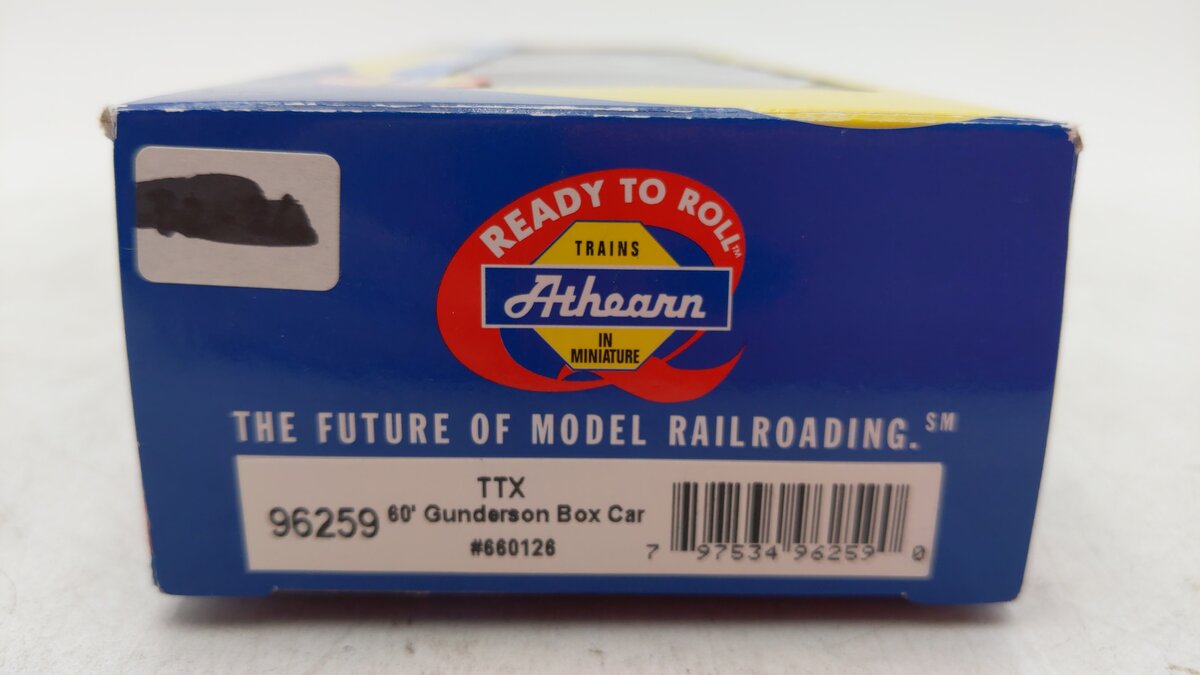 READY TO ROLL™
TRAINS
Athearn
IN
MINIATURE
THE FUTURE OF MODEL RAILROADING.℠
TTX
96259 60' Gunderson Box Car
#660126
7 97534 96259 0